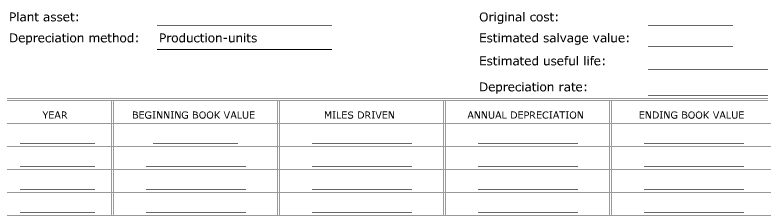 Plant asset:
Original cost:
Depreciation method: Production-units
Estimated salvage value:
Estimated useful life:
Depreciation rate:
YEAR BEGINNING BOOK VALUE MILES DRIVEN ANNUAL DEPRECIATION ENDING BOOK VALUE